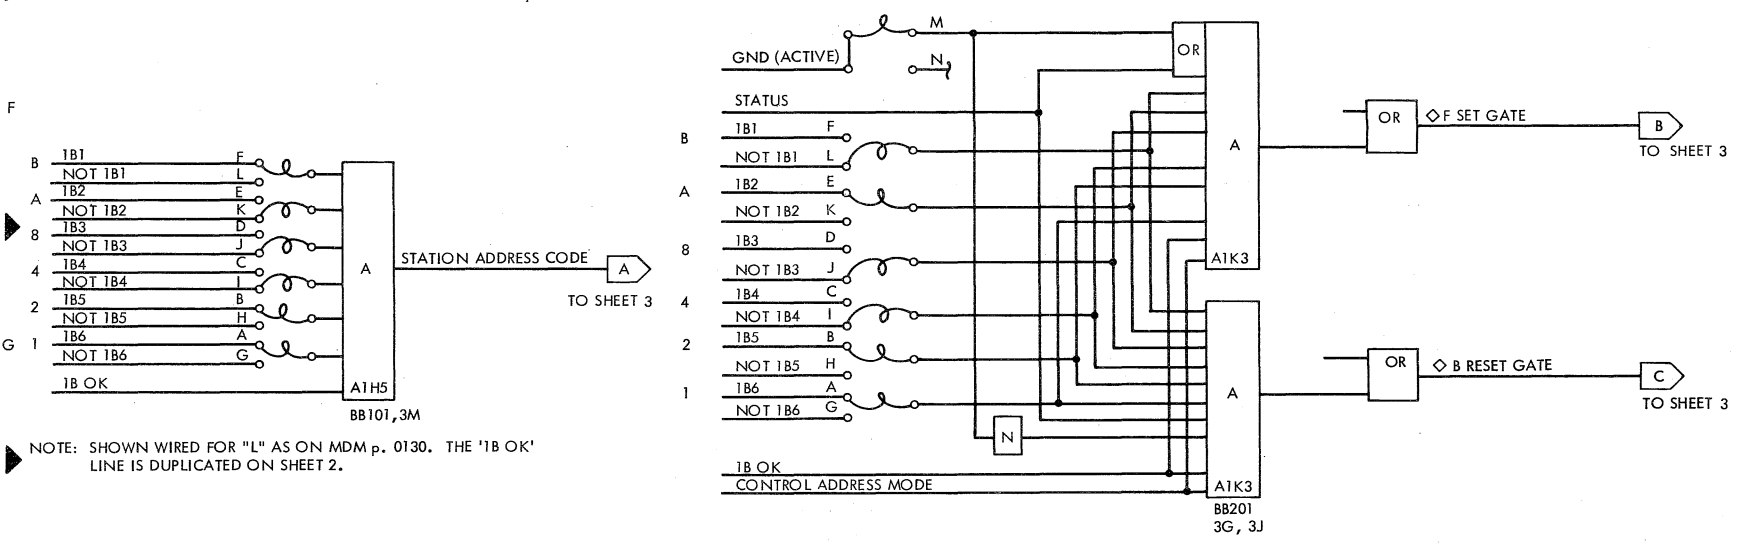 F
B 1B1 F
NOT 1B1 L
A 1B2 E
NOT 1B2 K
8 1B3 D
NOT 1B3 J
4 1B4 C
NOT 1B4 I
2 1B5 B
NOT 1B5 H
G 1 1B6 A
NOT 1B6 G
1B OK
A
A1H5
BB101,3M
STATION ADDRESS CODE
A
TO SHEET 3
NOTE: SHOWN WIRED FOR "L" AS ON MDM p. 0130. THE '1B OK'
LINE IS DUPLICATED ON SHEET 2.
M
GND (ACTIVE)
N
STATUS
B 1B1 F
NOT 1B1 L
A 1B2 E
NOT 1B2 K
8 1B3 D
NOT 1B3 J
4 1B4 C
NOT 1B4 I
2 1B5 B
NOT 1B5 H
1 1B6 A
NOT 1B6 G
N
1B OK
CONTROL ADDRESS MODE
OR
A
A1K3
A
A1K3
BB201
3G, 3J
OR
◇F SET GATE
B
TO SHEET 3
OR
◇ B RESET GATE
C
TO SHEET 3